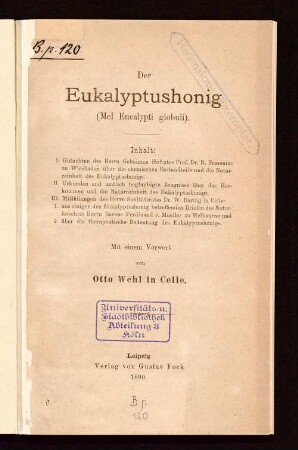 B.p. 120
Der
Eukalyptushonig
(Mel Eucalypti globuli).
Inhalt:
I. Gutachten des Herrn Geheimen Hofrates Prof. Dr. R. Fresenius
zu Wiesbaden über die chemischen Bestandteile und die Natur-
reinheit des Eukalyptushonigs.
II. Urkunden und amtlich beglaubigte Zeugnisse über das Her-
kommen und die Naturreinheit des Eukalyptushonigs.
III. Mitteilungen des Herrn Sanitätsrates Dr. W. Baring in Celle:
1. aus einigen den Eukalyptushonig betreffenden Briefen des Natur-
forschers Herrn Barons Ferdinand v. Mueller zu Melbourne und
2. über die therapeutische Bedeutung des Eukalyptushonigs.
Mit einem Vorwort
von
Otto Wehl in Celle.
Universitäts- u.
Stadtbibliothek
Abteilung 3
Köln
Leipzig
Verlag von Gustav Fock
1890.
B p
120